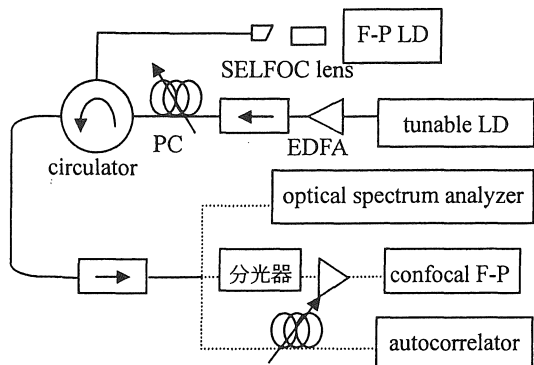 F-P LD
SELFOC lens
PC
EDFA
tunable LD
circulator
optical spectrum analyzer
分光器
confocal F-P
autocorrelator